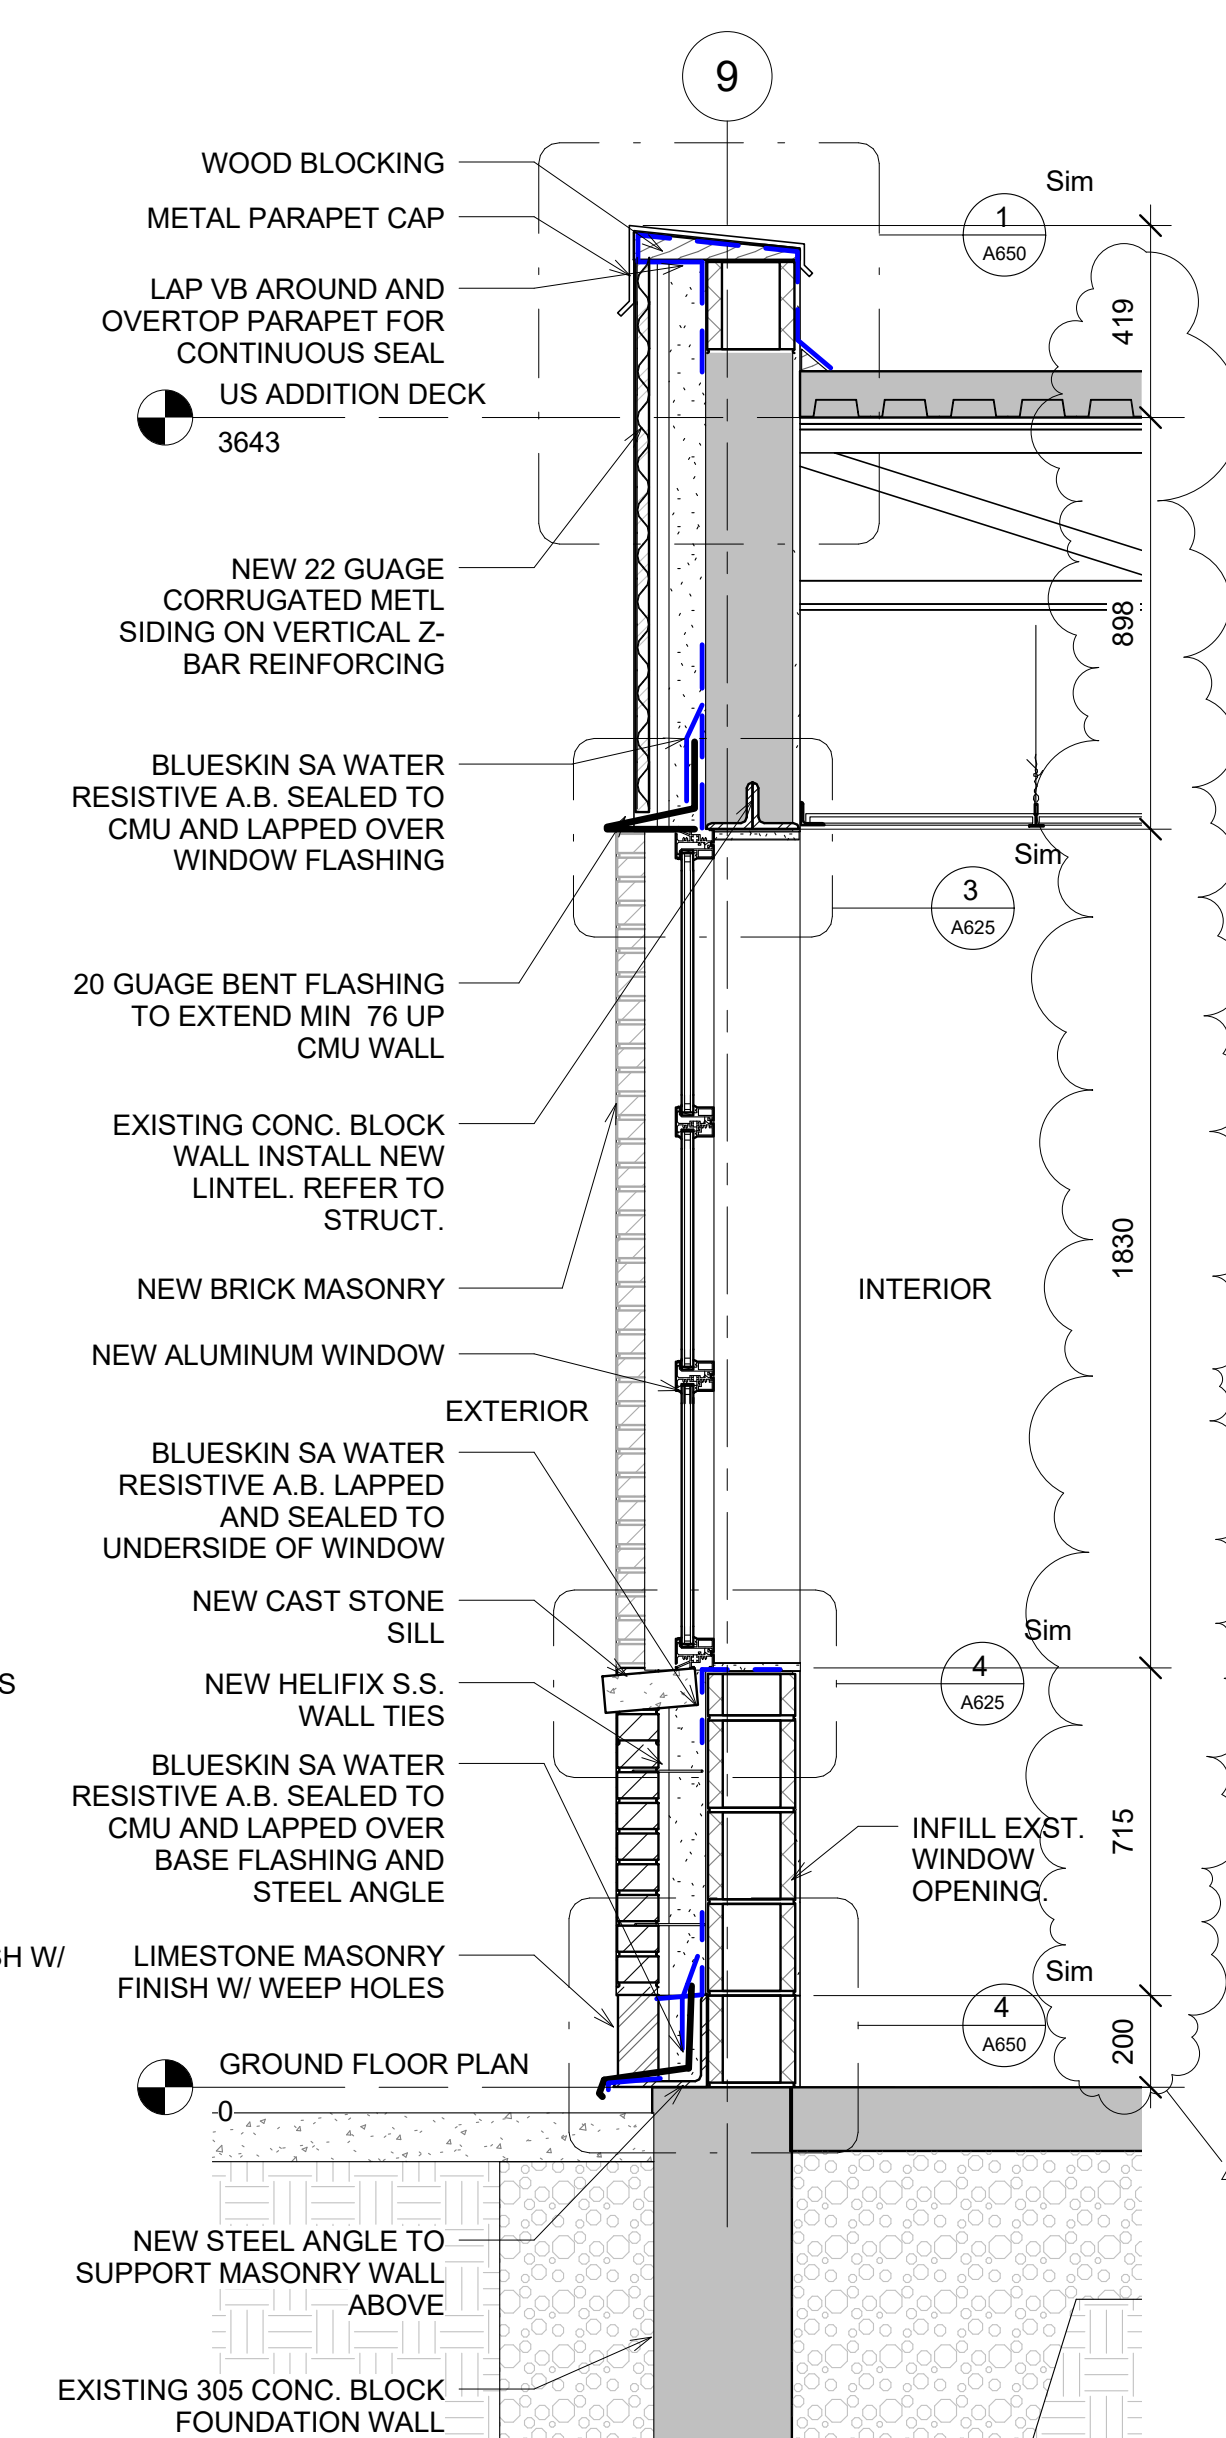 9
WOOD BLOCKING
Sim
METAL PARAPET CAP
1
A650
LAP VB AROUND AND
OVERTOP PARAPET FOR
CONTINUOUS SEAL
419
US ADDITION DECK
3643
NEW 22 GUAGE
CORRUGATED METL
SIDING ON VERTICAL Z-
BAR REINFORCING
898
BLUESKIN SA WATER
RESISTIVE A.B. SEALED TO
CMU AND LAPPED OVER
WINDOW FLASHING
Sim
3
A625
20 GUAGE BENT FLASHING
TO EXTEND MIN  76 UP
CMU WALL
EXISTING CONC. BLOCK
WALL INSTALL NEW
LINTEL. REFER TO
STRUCT.
1830
NEW BRICK MASONRY
INTERIOR
NEW ALUMINUM WINDOW
EXTERIOR
BLUESKIN SA WATER
RESISTIVE A.B. LAPPED
AND SEALED TO
UNDERSIDE OF WINDOW
NEW CAST STONE
SILL
Sim
4
A625
S
NEW HELIFIX S.S.
WALL TIES
BLUESKIN SA WATER
RESISTIVE A.B. SEALED TO
CMU AND LAPPED OVER
BASE FLASHING AND
STEEL ANGLE
INFILL EXST.
WINDOW
OPENING.
715
H W/
LIMESTONE MASONRY
FINISH W/ WEEP HOLES
Sim
4
A650
200
GROUND FLOOR PLAN
0
NEW STEEL ANGLE TO
SUPPORT MASONRY WALL
ABOVE
EXISTING 305 CONC. BLOCK
FOUNDATION WALL